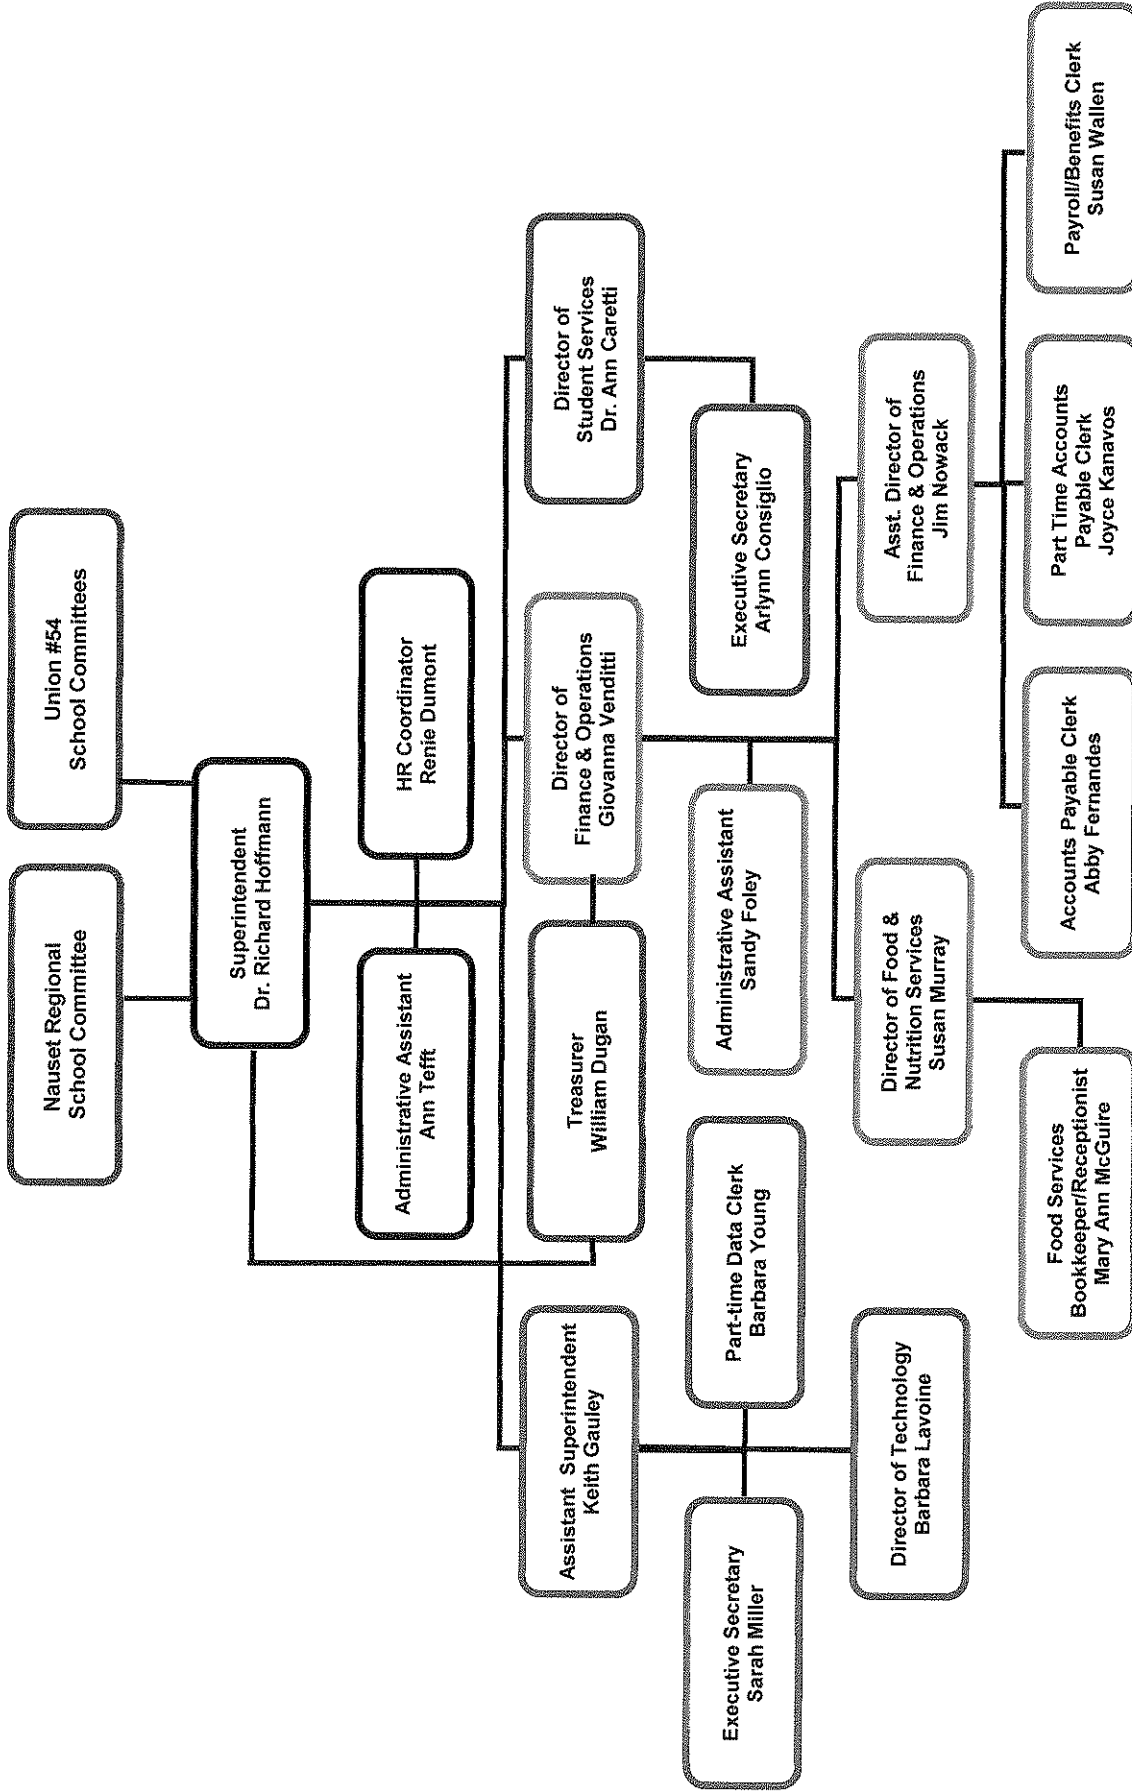 Nauset Regional
School Committee
Union #54
School Committees
Superintendent
Dr. Richard Hoffmann
Administrative Assistant
Ann Tefft
HR Coordinator
Renie Dumont
Assistant Superintendent
Keith Gauley
Treasurer
William Dugan
Director of
Finance & Operations
Giovanna Venditti
Director of
Student Services
Dr. Ann Caretti
Executive Secretary
Sarah Miller
Part-time Data Clerk
Barbara Young
Administrative Assistant
Sandy Foley
Executive Secretary
Arlynn Consiglio
Director of Technology
Barbara Lavoine
Director of Food &
Nutrition Services
Susan Murray
Asst. Director of
Finance & Operations
Jim Nowack
Food Services
Bookkeeper/Receptionist
Mary Ann McGuire
Accounts Payable Clerk
Abby Fernandes
Part Time Accounts
Payable Clerk
Joyce Kanavos
Payroll/Benefits Clerk
Susan Wallen